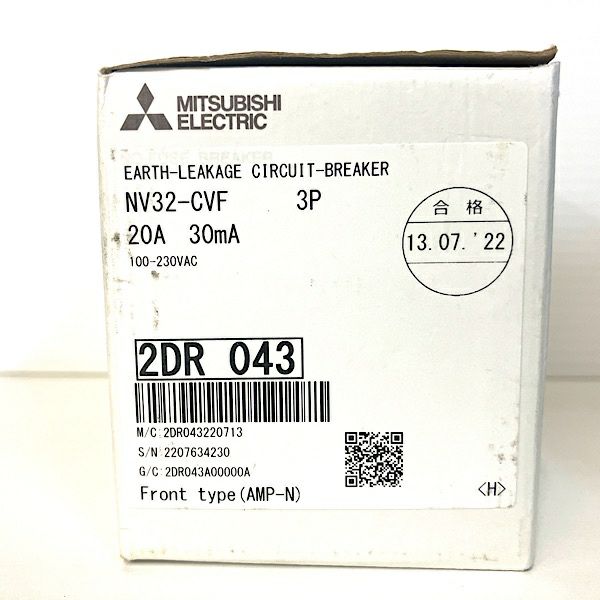 MITSUBISHI
ELECTRIC
EARTH-LEAKAGE CIRCUIT-BREAKER
NV32-CVF 3P
20A 30mA
100-230VAC
合格
13.07.'22
2DR 043
M/C:2DR043220713
S/N:2207634230
G/C:2DR043A00000A
Front type(AMP-N)
<H>